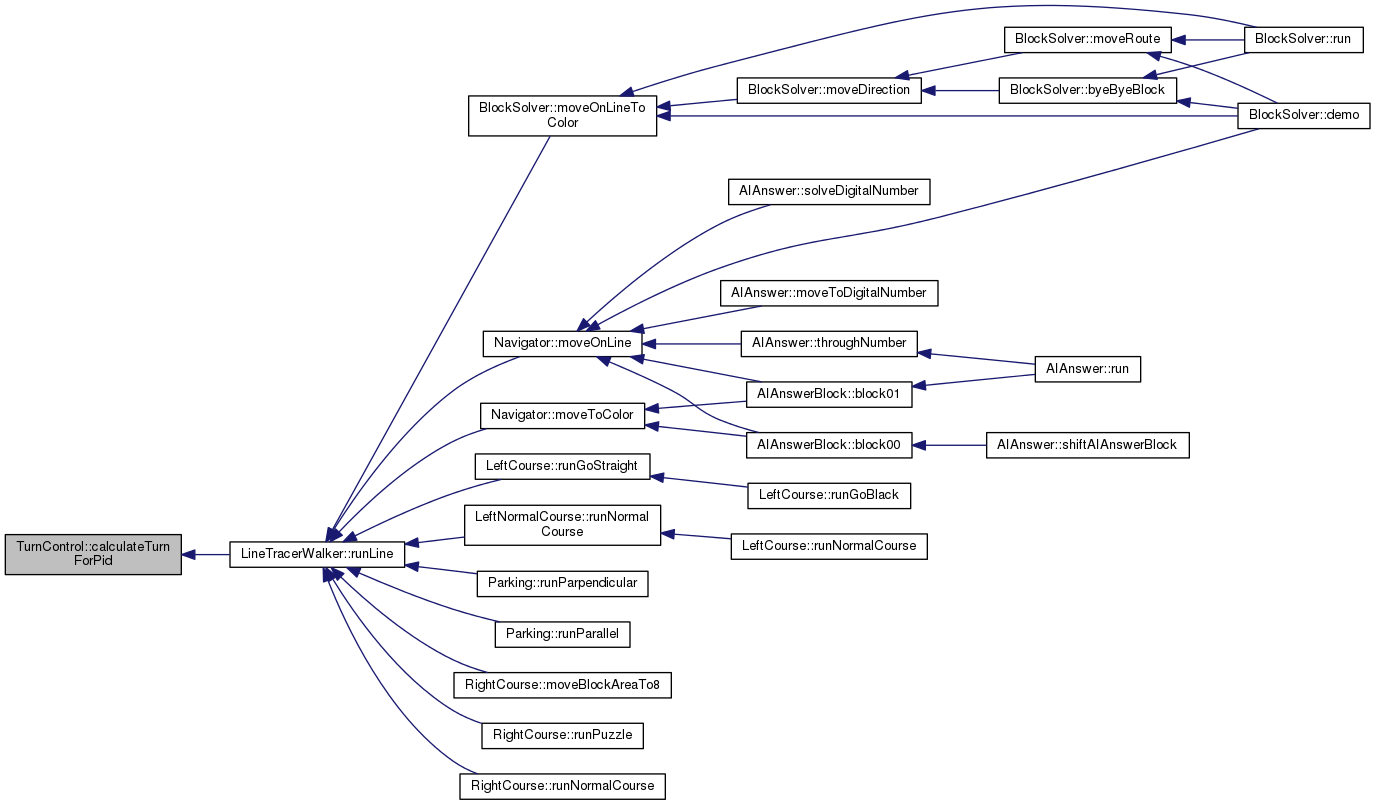 BlockSolver::moveRoute
BlockSolver::run
BlockSolver::moveDirection
BlockSolver::byeByeBlock
BlockSolver::moveOnLineTo
Color
BlockSolver::demo
AIAnswer::solveDigitalNumber
AIAnswer::moveToDigitalNumber
Navigator::moveOnLine
AIAnswer::throughNumber
AIAnswer::run
AIAnswerBlock::block01
Navigator::moveToColor
AIAnswerBlock::block00
AIAnswer::shiftAIAnswerBlock
LeftCourse::runGoStraight
LeftCourse::runGoBlack
LeftNormalCourse::runNormal
Course
LeftCourse::runNormalCourse
TurnControl::calculateTurn
ForPid
LineTracerWalker::runLine
Parking::runParpendicular
Parking::runParallel
RightCourse::moveBlockAreaTo8
RightCourse::runPuzzle
RightCourse::runNormalCourse